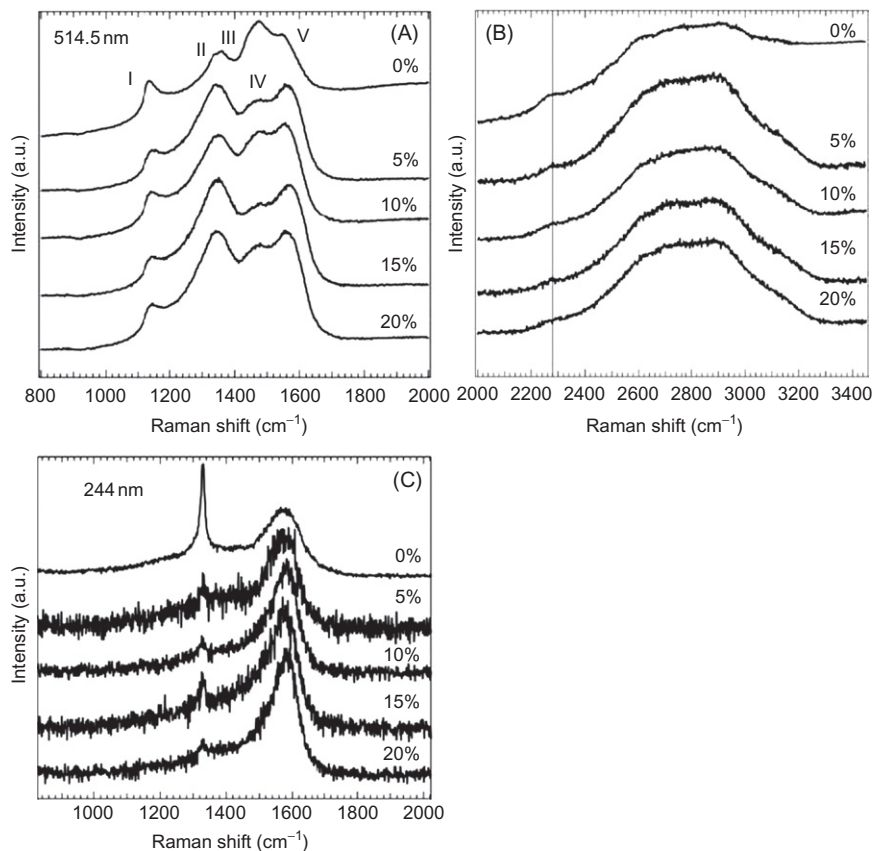 514.5 nm
(A)
I
II
III
IV
V
0%
5%
10%
15%
20%
Intensity (a.u.)
800 1000 1200 1400 1600 1800 2000
Raman shift (cm⁻¹)
(B)
0%
5%
10%
15%
20%
Intensity (a.u.)
2000 2200 2400 2600 2800 3000 3200 3400
Raman shift (cm⁻¹)
244 nm
(C)
0%
5%
10%
15%
20%
Intensity (a.u.)
1000 1200 1400 1600 1800 2000
Raman shift (cm⁻¹)